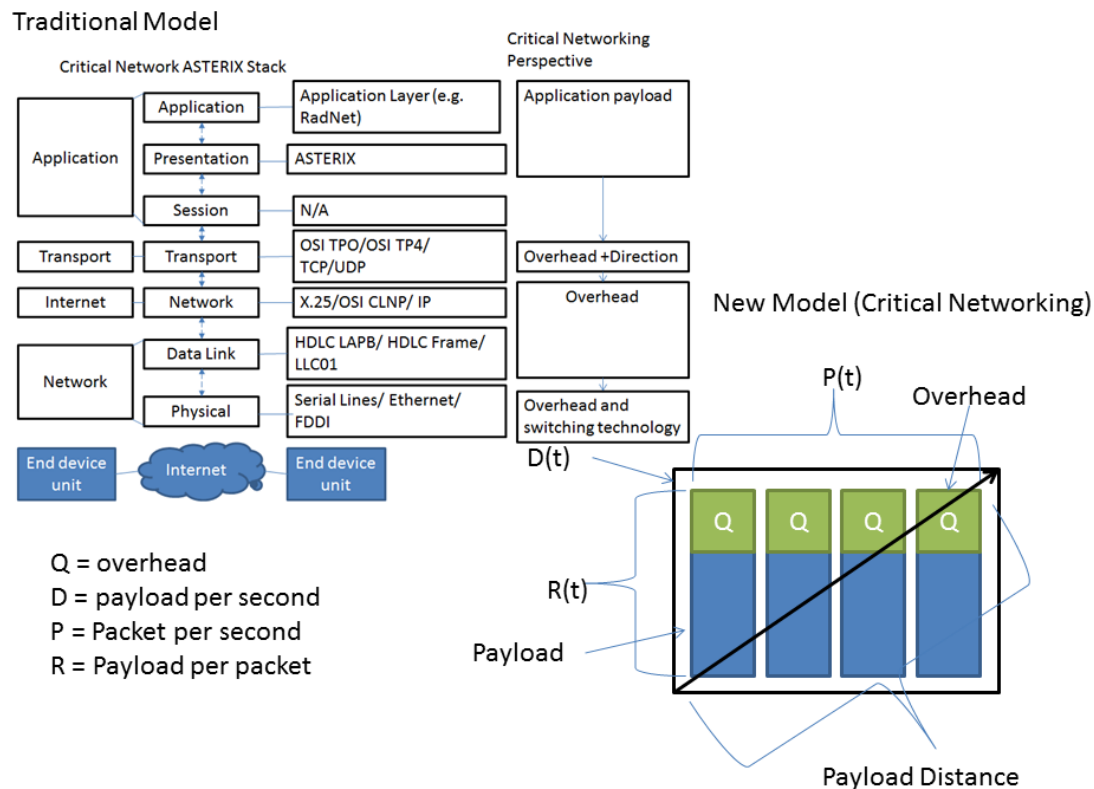 Traditional Model
Critical Network ASTERIX Stack
Critical Networking
Perspective
Application
Application
Application Layer (e.g.
RadNet)
Application payload
Presentation
ASTERIX
Session
N/A
Transport
Transport
OSI TPO/OSI TP4/
TCP/UDP
Overhead +Direction
Internet
Network
X.25/OSI CLNP/ IP
Overhead
Network
Data Link
HDLC LAPB/ HDLC Frame/
LLC01
Physical
Serial Lines/ Ethernet/
FDDI
Overhead and
switching technology
End device
unit
Internet
End device
unit
Q = overhead
D = payload per second
P = Packet per second
R = Payload per packet
New Model (Critical Networking)
P(t)
Overhead
D(t)
Q Q Q Q
R(t)
Payload
Payload Distance